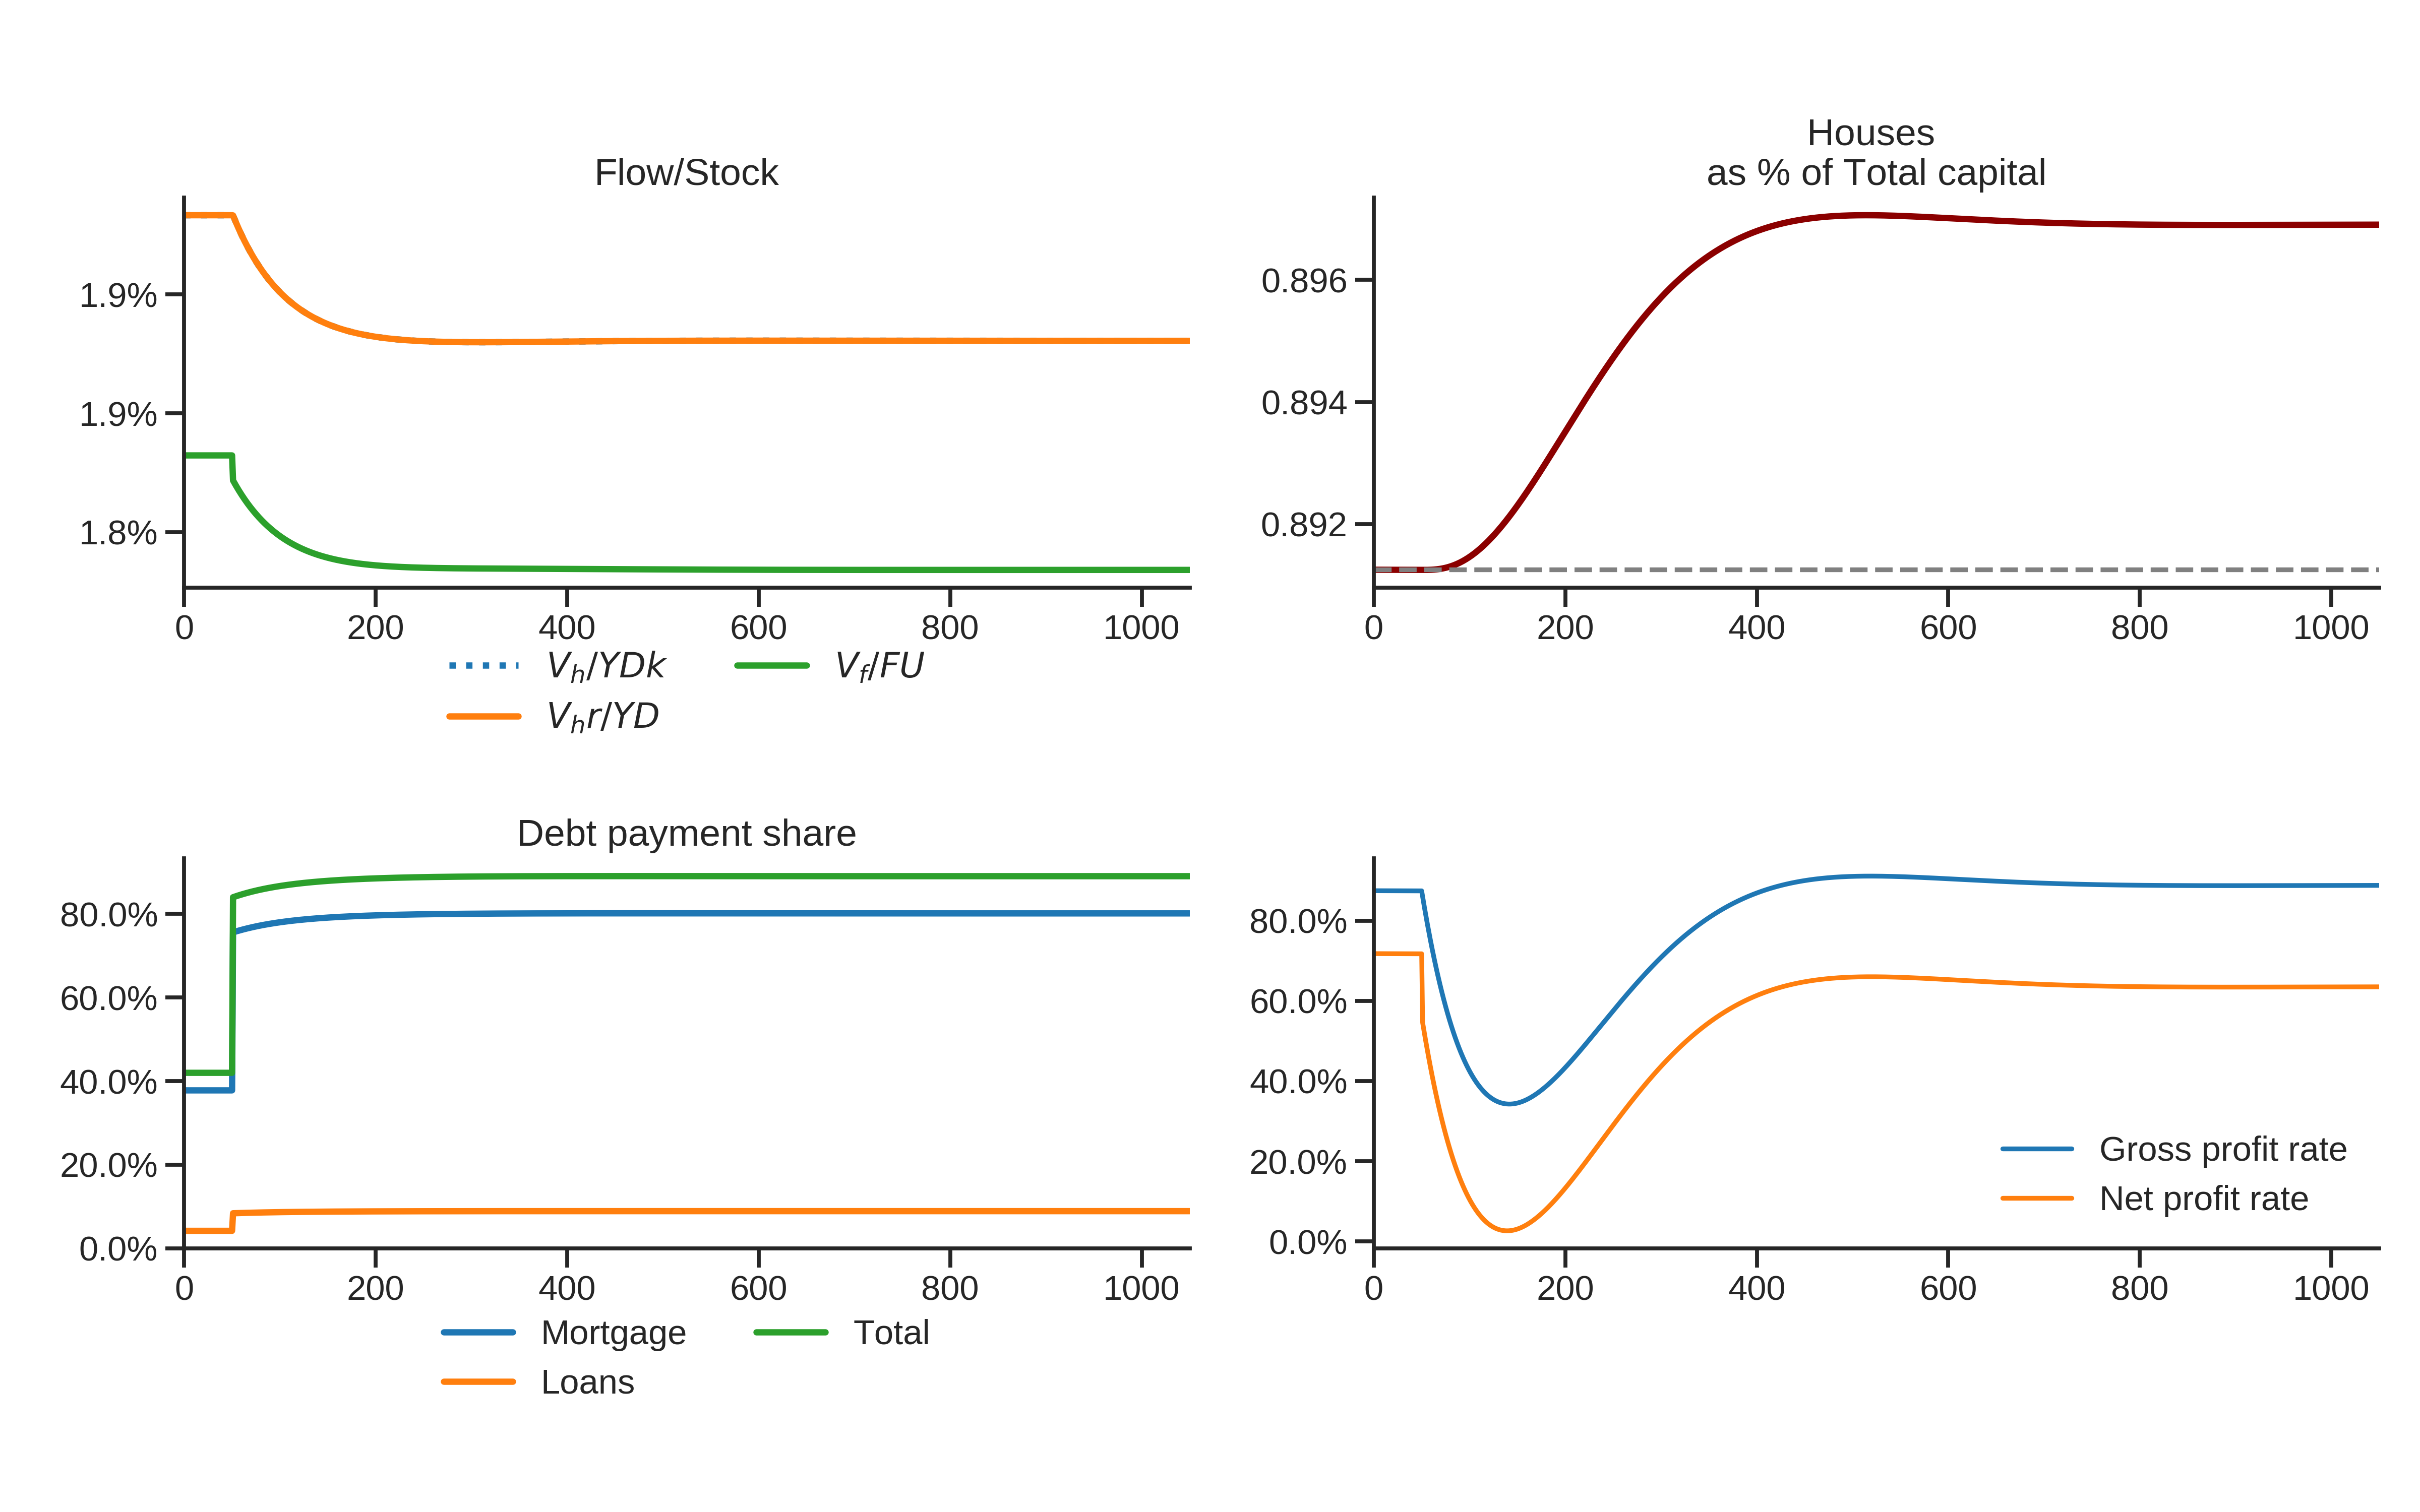 Flow/Stock
1.9%
1.9%
1.8%
0 200 400 600 800 1000
V_h/YDk V_f/FU
V_hr/YD
Houses
as % of Total capital
0.896
0.894
0.892
0 200 400 600 800 1000
Debt payment share
80.0%
60.0%
40.0%
20.0%
0.0%
0 200 400 600 800 1000
Mortgage Total
Loans
80.0%
60.0%
40.0%
20.0%
0.0%
Gross profit rate
Net profit rate
0 200 400 600 800 1000